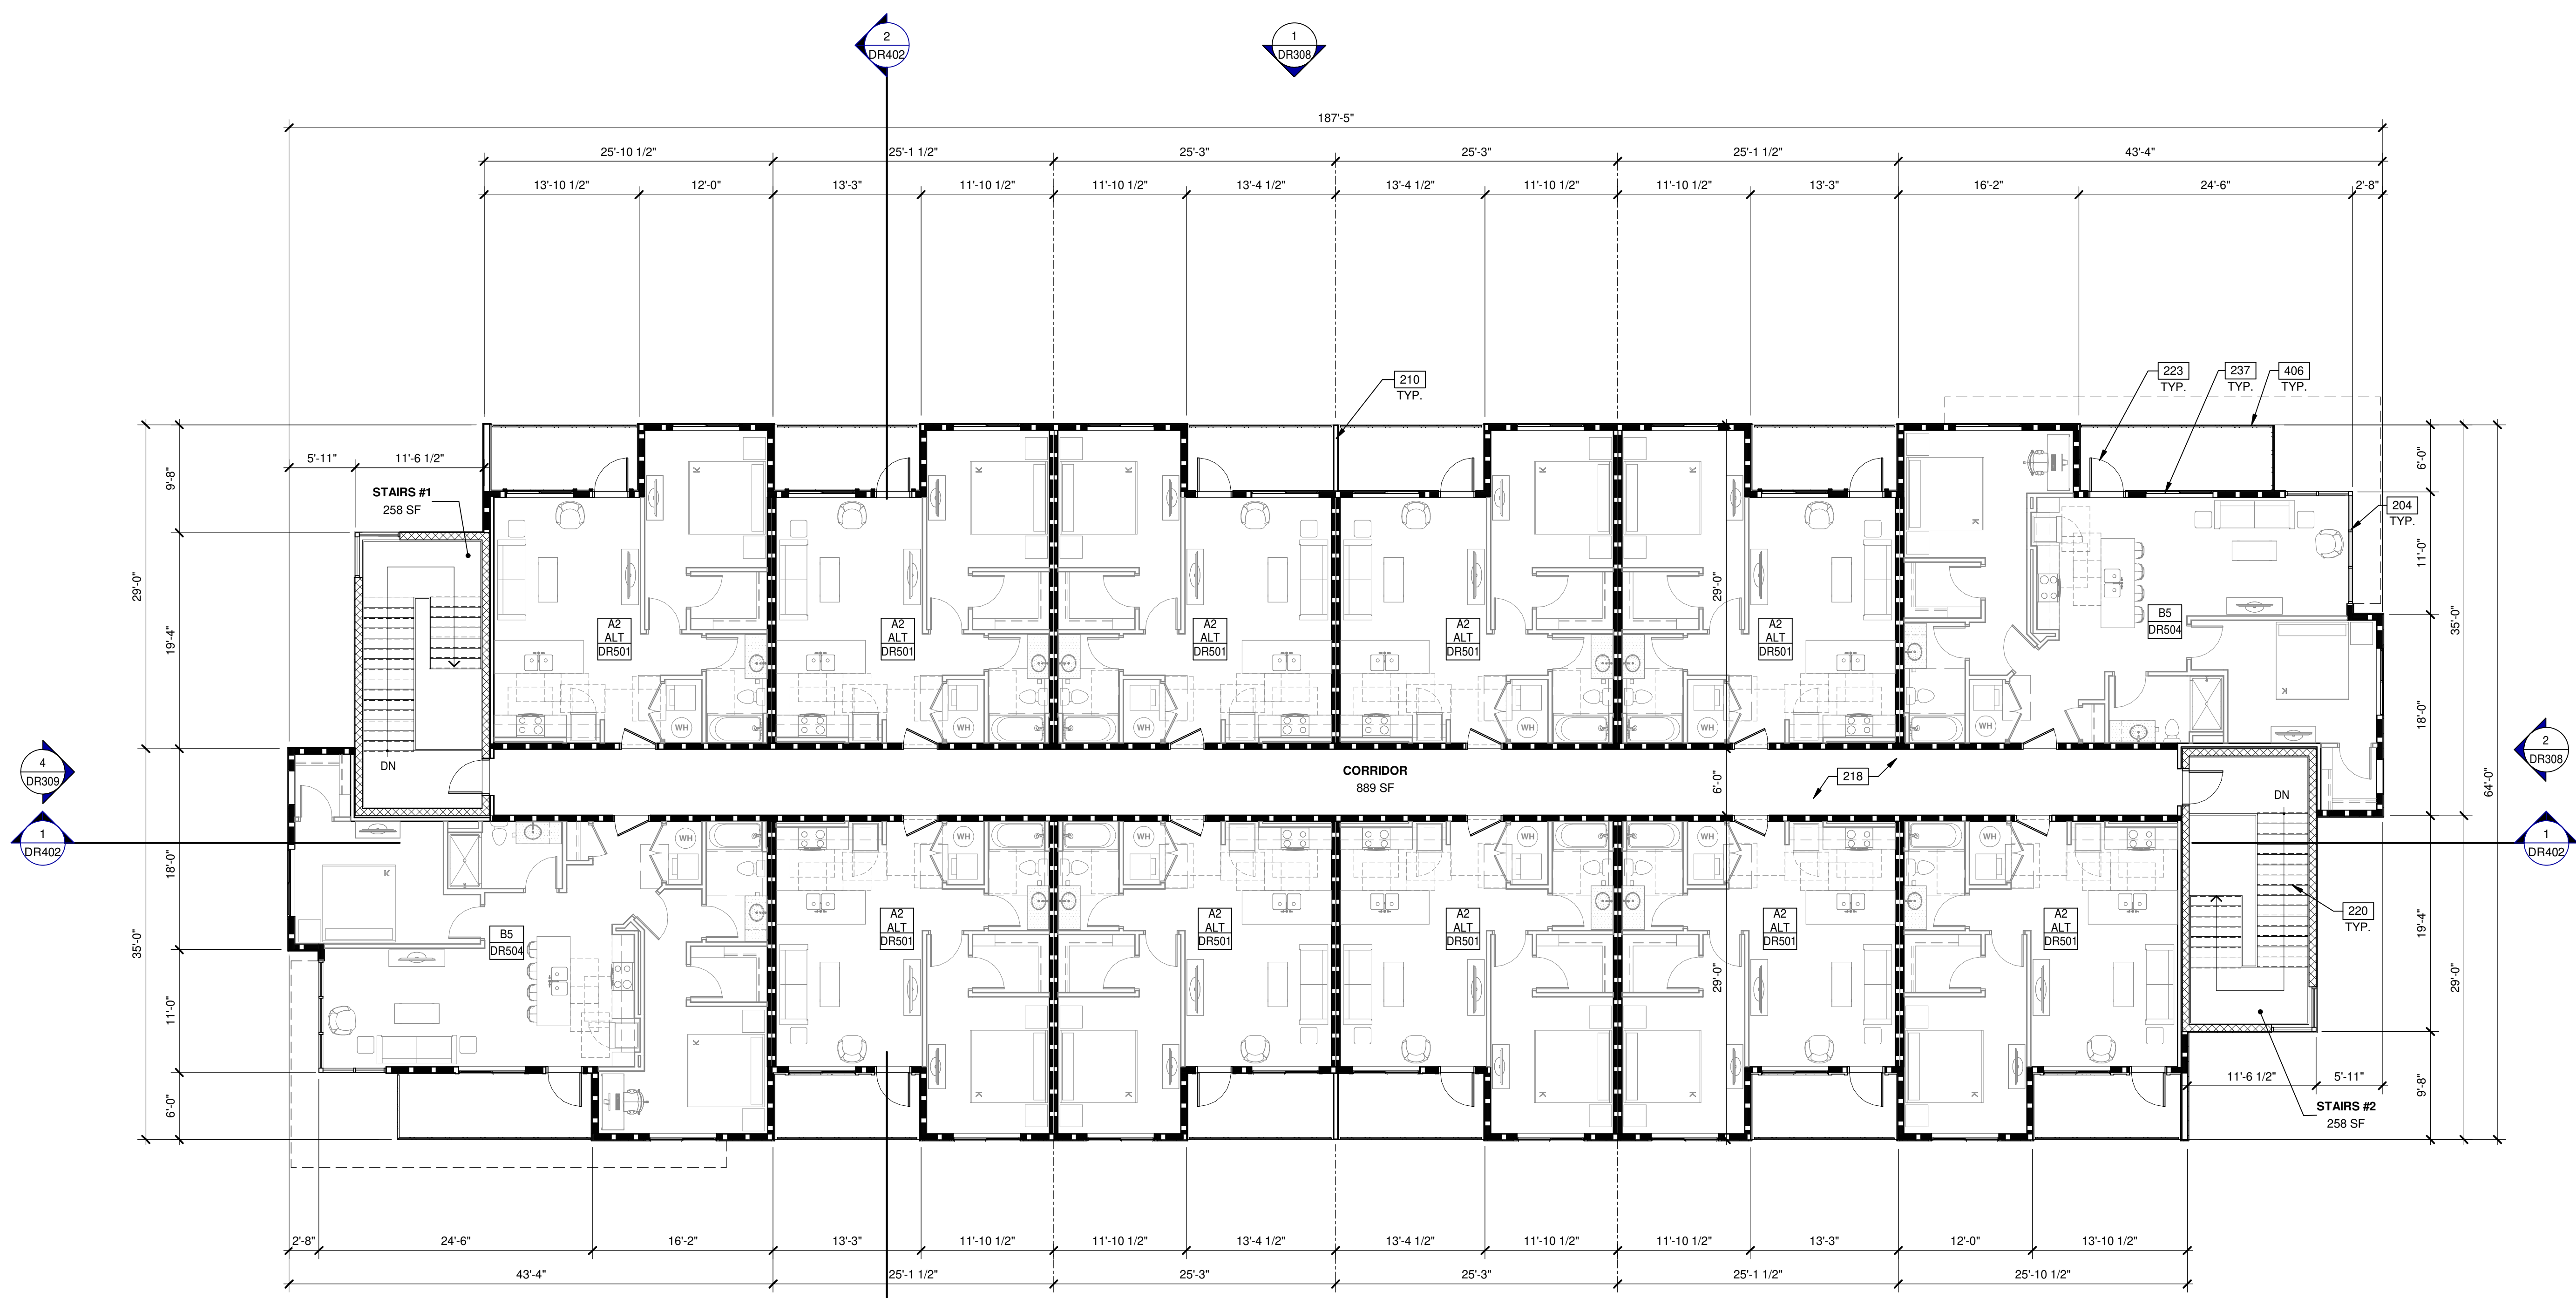 2
DR402
1
DR308
187'-5"
25'-10 1/2"
25'-1 1/2"
25'-3"
25'-3"
25'-1 1/2"
43'-4"
13'-10 1/2"
12'-0"
13'-3"
11'-10 1/2"
11'-10 1/2"
13'-4 1/2"
13'-4 1/2"
11'-10 1/2"
11'-10 1/2"
13'-3"
16'-2"
24'-6"
2'-8"
210
TYP.
223
TYP.
237
TYP.
406
TYP.
5'-11"
11'-6 1/2"
STAIRS #1
258 SF
204
TYP.
9'-8"
29'-0"
19'-4"
6'-0"
11'-0"
35'-0"
18'-0"
64'-0"
29'-0"
K
K
K
K
K
K
K
A2
ALT
DR501
A2
ALT
DR501
A2
ALT
DR501
A2
ALT
DR501
A2
ALT
DR501
B5
DR504
WH
WH
WH
WH
WH
DN
4
DR309
1
DR402
CORRIDOR
889 SF
218
6'-0"
2
DR308
1
DR402
DN
WH
WH
WH
WH
WH
WH
K
B5
DR504
A2
ALT
DR501
A2
ALT
DR501
A2
ALT
DR501
A2
ALT
DR501
A2
ALT
DR501
220
TYP.
18'-0"
35'-0"
11'-0"
6'-0"
29'-0"
19'-4"
29'-0"
9'-8"
K
K
K
K
K
K
11'-6 1/2"
5'-11"
STAIRS #2
258 SF
2'-8"
24'-6"
16'-2"
13'-3"
11'-10 1/2"
11'-10 1/2"
13'-4 1/2"
13'-4 1/2"
11'-10 1/2"
11'-10 1/2"
13'-3"
12'-0"
13'-10 1/2"
43'-4"
25'-1 1/2"
25'-3"
25'-3"
25'-1 1/2"
25'-10 1/2"